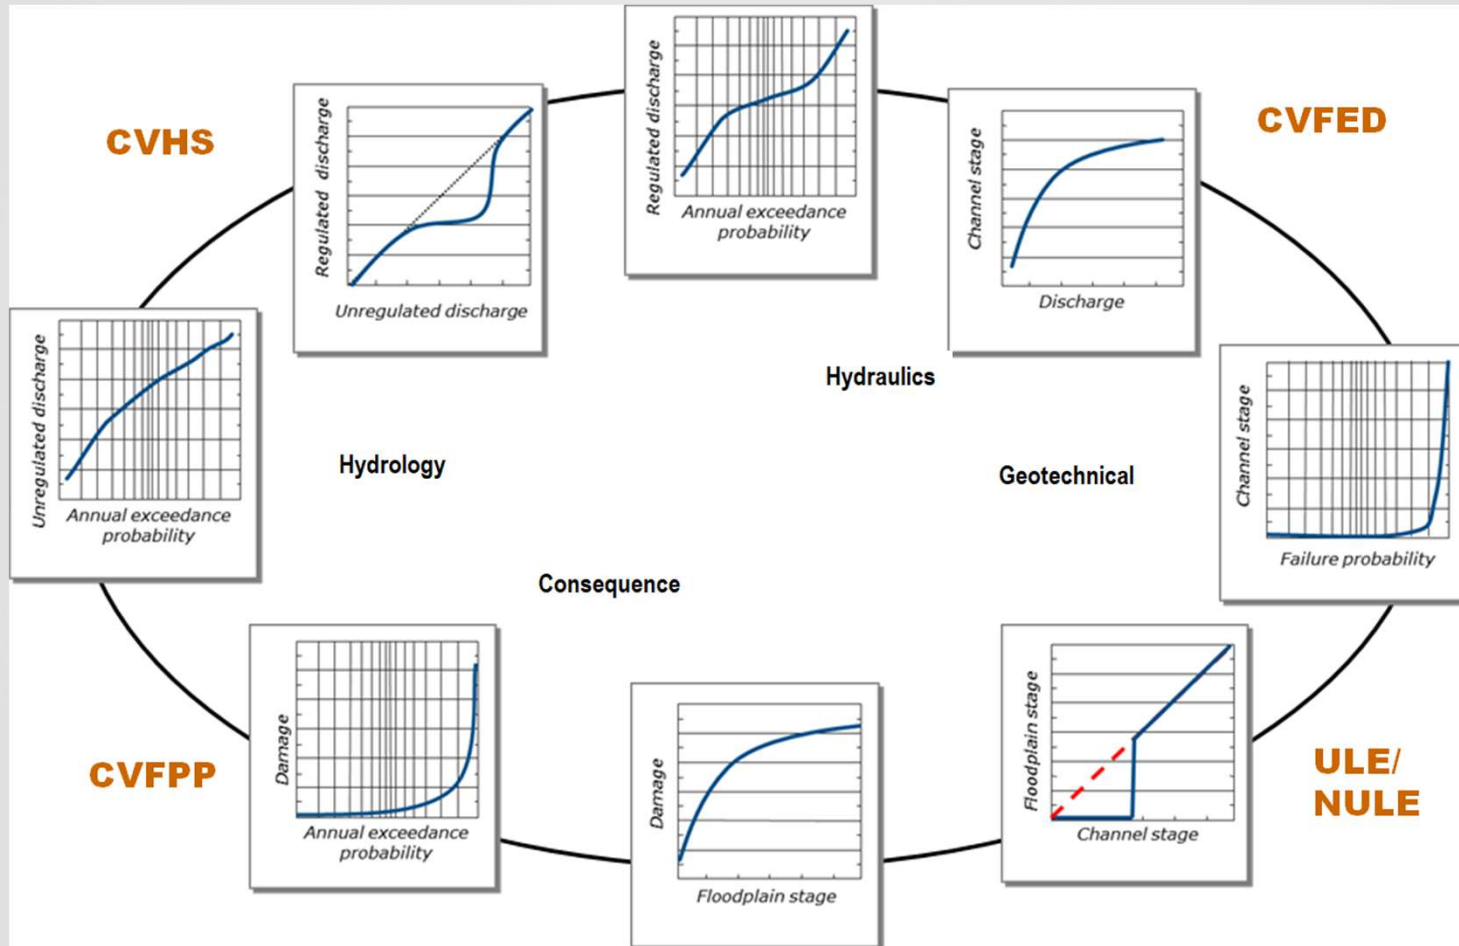 CVHS
CVFED
Regulated discharge
Annual exceedance
probability
Regulated discharge
Unregulated discharge
Channel stage
Discharge
Unregulated discharge
Annual exceedance
probability
Hydrology
Hydraulics
Geotechnical
Consequence
Channel stage
Failure probability
CVFPP
Damage
Annual exceedance
probability
Damage
Floodplain stage
Floodplain stage
Channel stage
ULE/
NULE